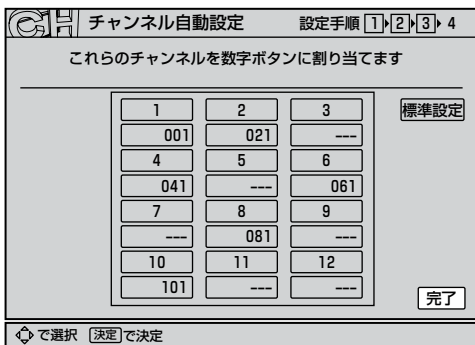 CH チャンネル自動設定 設定手順 1 2 3 4
これらのチャンネルを数字ボタンに割り当てます
標準設定
1 2 3
001 021 ---
4 5 6
041 --- 061
7 8 9
--- 081 ---
10 11 12
101 --- ---
完了
で選択 決定で決定